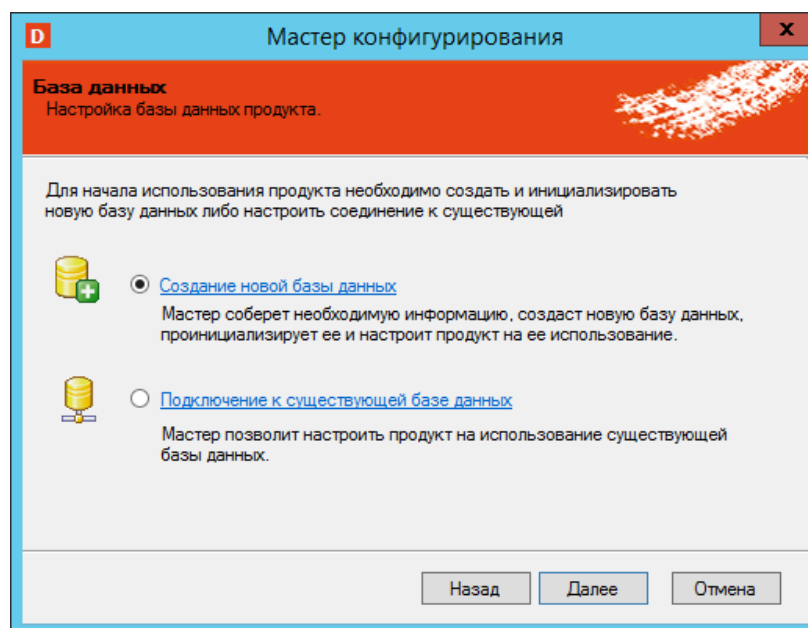 D
Мастер конфигурирования
x
База данных
Настройка базы данных продукта.
Для начала использования продукта необходимо создать и инициализировать
новую базу данных либо настроить соединение к существующей
Создание новой базы данных
Мастер соберет необходимую информацию, создаст новую базу данных,
проинициализирует ее и настроит продукт на ее использование.
Подключение к существующей базе данных
Мастер позволит настроить продукт на использование существующей
базы данных.
Назад
Далее
Отмена